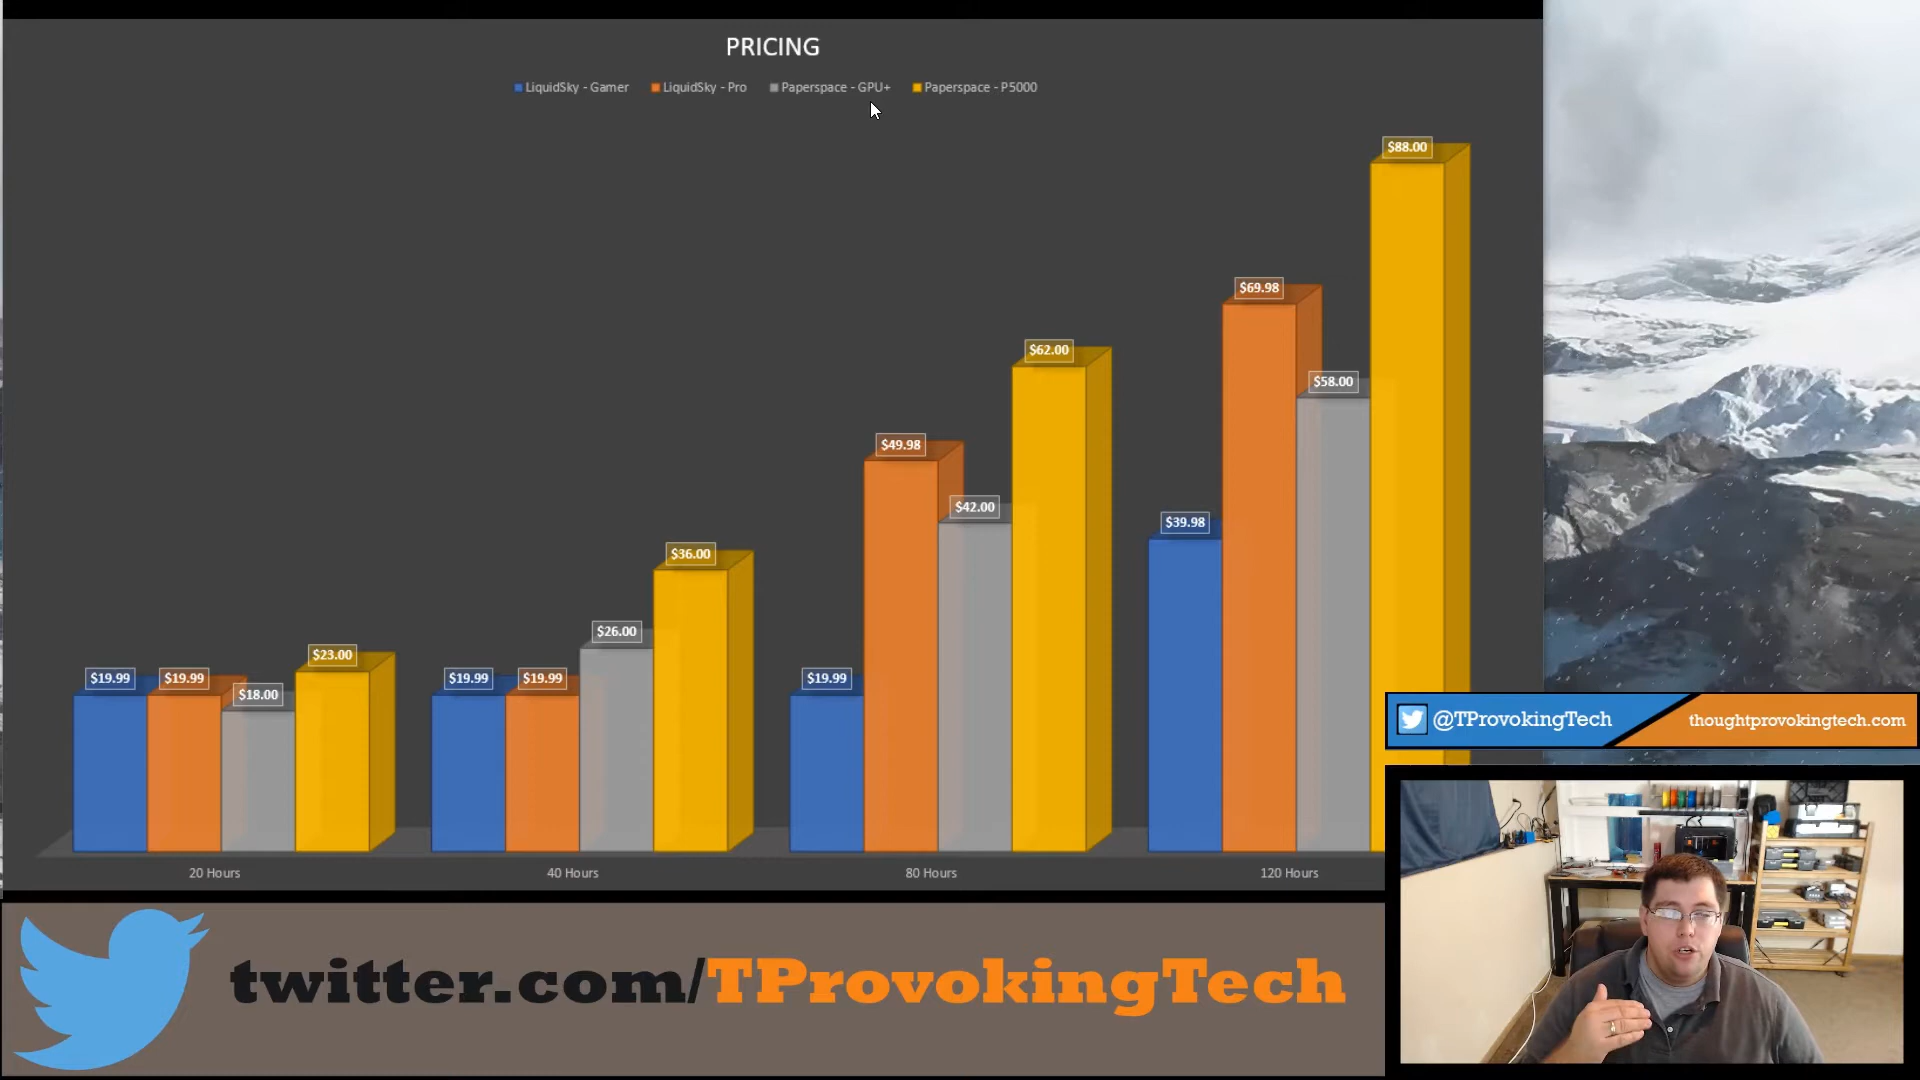 PRICING
LiquidSky - Gamer LiquidSky - Pro Paperspace - GPU+ Paperspace - P5000
$88.00
$69.98
$62.00
$58.00
$49.98
$42.00
$39.98
$36.00
$26.00
$23.00
$19.99 $19.99 $18.00
$19.99 $19.99
$19.99
20 Hours 40 Hours 80 Hours 120 Hours
@TProvokingTech thoughtprovokingtech.com
twitter.com/TProvokingTech